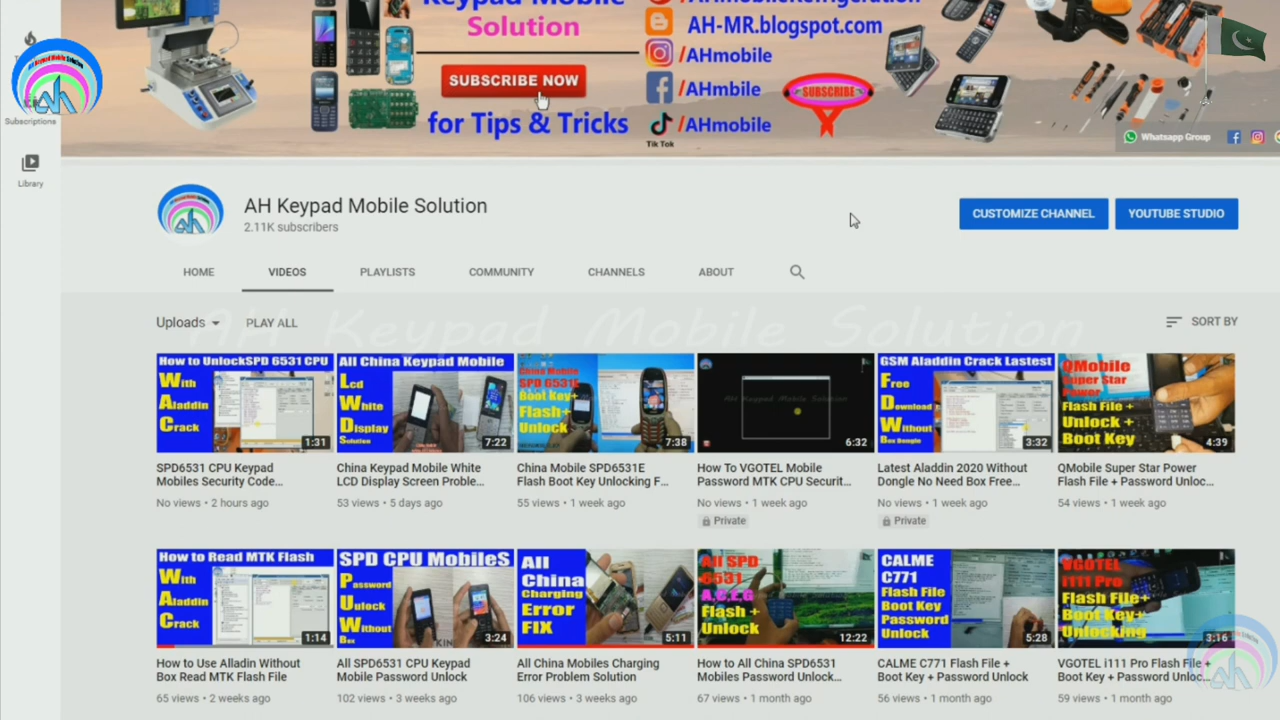 Keypad Mobile
Solution
SUBSCRIBE NOW
for Tips & Tricks
/AHmobileRefrigeration
AH-MR.blogspot.com
/AHmobile
/AHmbile
/AHmobile
Tik Tok
SUBSCRIBE
Whatsapp Group
Subscriptions
Library
AH Keypad Mobile Solution
2.11K subscribers
CUSTOMIZE CHANNEL
YOUTUBE STUDIO
HOME
VIDEOS
PLAYLISTS
COMMUNITY
CHANNELS
ABOUT
Uploads
PLAY ALL
SORT BY
AH Keypad Mobile Solution
How to UnlockSPD 6531 CPU
With
Aladdin
Crack
1:31
SPD6531 CPU Keypad
Mobiles Security Code...
No views • 2 hours ago
All China Keypad Mobile
Lcd
White
Display
Solution
7:22
China Keypad Mobile White
LCD Display Screen Proble...
53 views • 5 days ago
China Mobile
SPD 6531E
Boot Key+
Flash+
Unlock
7:38
China Mobile SPD6531E
Flash Boot Key Unlocking F...
55 views • 1 week ago
AH Keypad Mobile Solution
6:32
How To VGOTEL Mobile
Password MTK CPU Securit...
No views • 1 week ago
Private
GSM Aladdin Crack Lastest
Free
Download
Without
Box Dongle
3:32
Latest Aladdin 2020 Without
Dongle No Need Box Free...
No views • 1 week ago
Private
QMobile
Super Star
Power
Flash File +
Unlock +
Boot Key
4:39
QMobile Super Star Power
Flash File + Password Unloc...
54 views • 1 week ago
How to Read MTK Flash
With
Aladdin
Crack
1:14
How to Use Alladin Without
Box Read MTK Flash File
65 views • 2 weeks ago
SPD CPU MobileS
Password
Unlock
Without
Box
3:24
All SPD6531 CPU Keypad
Mobile Password Unlock
102 views • 3 weeks ago
All
China
Charging
Error
FIX
5:11
All China Mobiles Charging
Error Problem Solution
106 views • 3 weeks ago
All SPD
6531
A,C,E,G
Flash +
Unlock
12:22
How to All China SPD6531
Mobiles Password Unlock...
67 views • 1 month ago
CALME
C771
Flash File
Boot Key
Password
Unlock
5:28
CALME C771 Flash File +
Boot Key + Password Unlock
56 views • 1 month ago
VGOTEL
i111 Pro
Flash File+
Boot Key+
Unlocking
3:16
VGOTEL i111 Pro Flash File +
Boot Key + Password Unloc...
59 views • 1 month ago